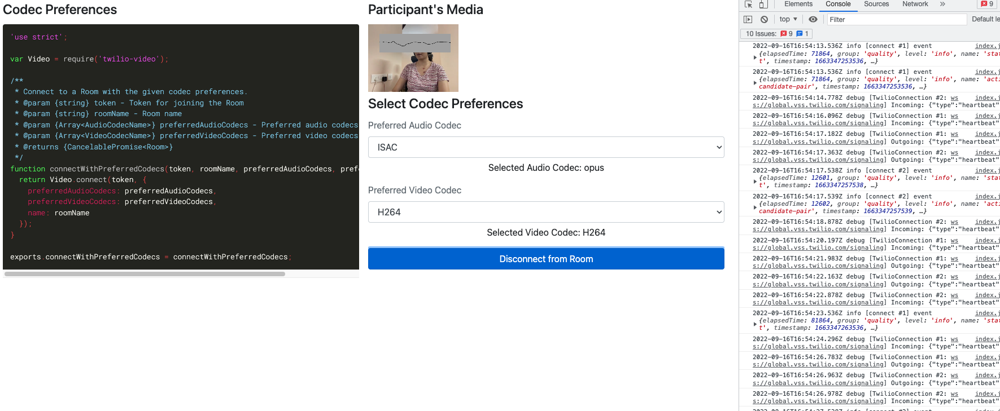 Codec Preferences
'use strict';
var Video = require('twilio-video');
/**
* Connect to a Room with the given codec preferences.
* @param {string} token - Token for joining the Room
* @param {string} roomName - Room name
* @param {Array<AudioCodecName>} preferredAudioCodecs - Preferred audio codecs
* @param {Array<VideoCodecName>} preferredVideoCodecs - Preferred video codecs
* @returns {CancelablePromise<Room>}
*/
function connectWithPreferredCodecs(token, roomName, preferredAudioCodecs, pref
return Video.connect(token, {
preferredAudioCodecs: preferredAudioCodecs,
preferredVideoCodecs: preferredVideoCodecs,
name: roomName
});
}
exports.connectWithPreferredCodecs = connectWithPreferredCodecs;
Participant's Media
Select Codec Preferences
Preferred Audio Codec
ISAC
Selected Audio Codec: opus
Preferred Video Codec
H264
Selected Video Codec: H264
Disconnect from Room
Elements Console Sources Network » 9
top ▼ Filter Default le
10 Issues: 9 1
2022-09-16T16:54:13.536Z info [connect #1] event index.j
{elapsedTime: 71864, group: 'quality', level: 'info', name: 'sta
t', timestamp: 1663347253536, …}
2022-09-16T16:54:13.536Z info [connect #1] event index.j
{elapsedTime: 71864, group: 'quality', level: 'info', name: 'acti
candidate-pair', timestamp: 1663347253536, …}
2022-09-16T16:54:14.778Z debug [TwilioConnection #2: ws index.j
s://global.vss.twilio.com/signaling] Incoming: {"type":"heartbeat"
2022-09-16T16:54:16.096Z debug [TwilioConnection #1: ws index.j
s://global.vss.twilio.com/signaling] Incoming: {"type":"heartbeat"
2022-09-16T16:54:17.182Z debug [TwilioConnection #1: ws index.j
s://global.vss.twilio.com/signaling] Outgoing: {"type":"heartbeat"
2022-09-16T16:54:17.363Z debug [TwilioConnection #2: ws index.j
s://global.vss.twilio.com/signaling] Outgoing: {"type":"heartbeat"
2022-09-16T16:54:17.538Z info [connect #2] event index.j
{elapsedTime: 12601, group: 'quality', level: 'info', name: 'sta
t', timestamp: 1663347257538, …}
2022-09-16T16:54:17.539Z info [connect #2] event index.j
{elapsedTime: 12602, group: 'quality', level: 'info', name: 'acti
candidate-pair', timestamp: 1663347257539, …}
2022-09-16T16:54:18.878Z debug [TwilioConnection #2: ws index.j
s://global.vss.twilio.com/signaling] Incoming: {"type":"heartbeat"
2022-09-16T16:54:20.197Z debug [TwilioConnection #1: ws index.j
s://global.vss.twilio.com/signaling] Incoming: {"type":"heartbeat"
2022-09-16T16:54:21.983Z debug [TwilioConnection #1: ws index.j
s://global.vss.twilio.com/signaling] Outgoing: {"type":"heartbeat"
2022-09-16T16:54:22.163Z debug [TwilioConnection #2: ws index.j
s://global.vss.twilio.com/signaling] Outgoing: {"type":"heartbeat"
2022-09-16T16:54:22.878Z debug [TwilioConnection #2: ws index.j
s://global.vss.twilio.com/signaling] Incoming: {"type":"heartbeat"
2022-09-16T16:54:23.536Z info [connect #1] event index.j
{elapsedTime: 81864, group: 'quality', level: 'info', name: 'sta
t', timestamp: 1663347263536, …}
2022-09-16T16:54:24.296Z debug [TwilioConnection #1: ws index.j
s://global.vss.twilio.com/signaling] Incoming: {"type":"heartbeat"
2022-09-16T16:54:26.783Z debug [TwilioConnection #1: ws index.j
s://global.vss.twilio.com/signaling] Outgoing: {"type":"heartbeat"
2022-09-16T16:54:26.963Z debug [TwilioConnection #2: ws index.j
s://global.vss.twilio.com/signaling] Outgoing: {"type":"heartbeat"
2022-09-16T16:54:26.978Z debug [TwilioConnection #2: ws index.j
s://global.vss.twilio.com/signaling] Incoming: {"type":"heartbeat"